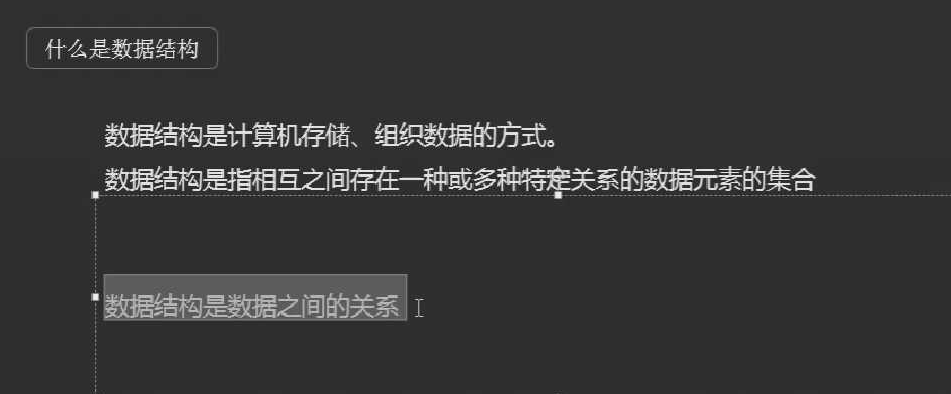 什么是数据结构
数据结构是计算机存储、组织数据的方式。
数据结构是指相互之间存在一种或多种特定关系的数据元素的集合
数据结构是数据之间的关系